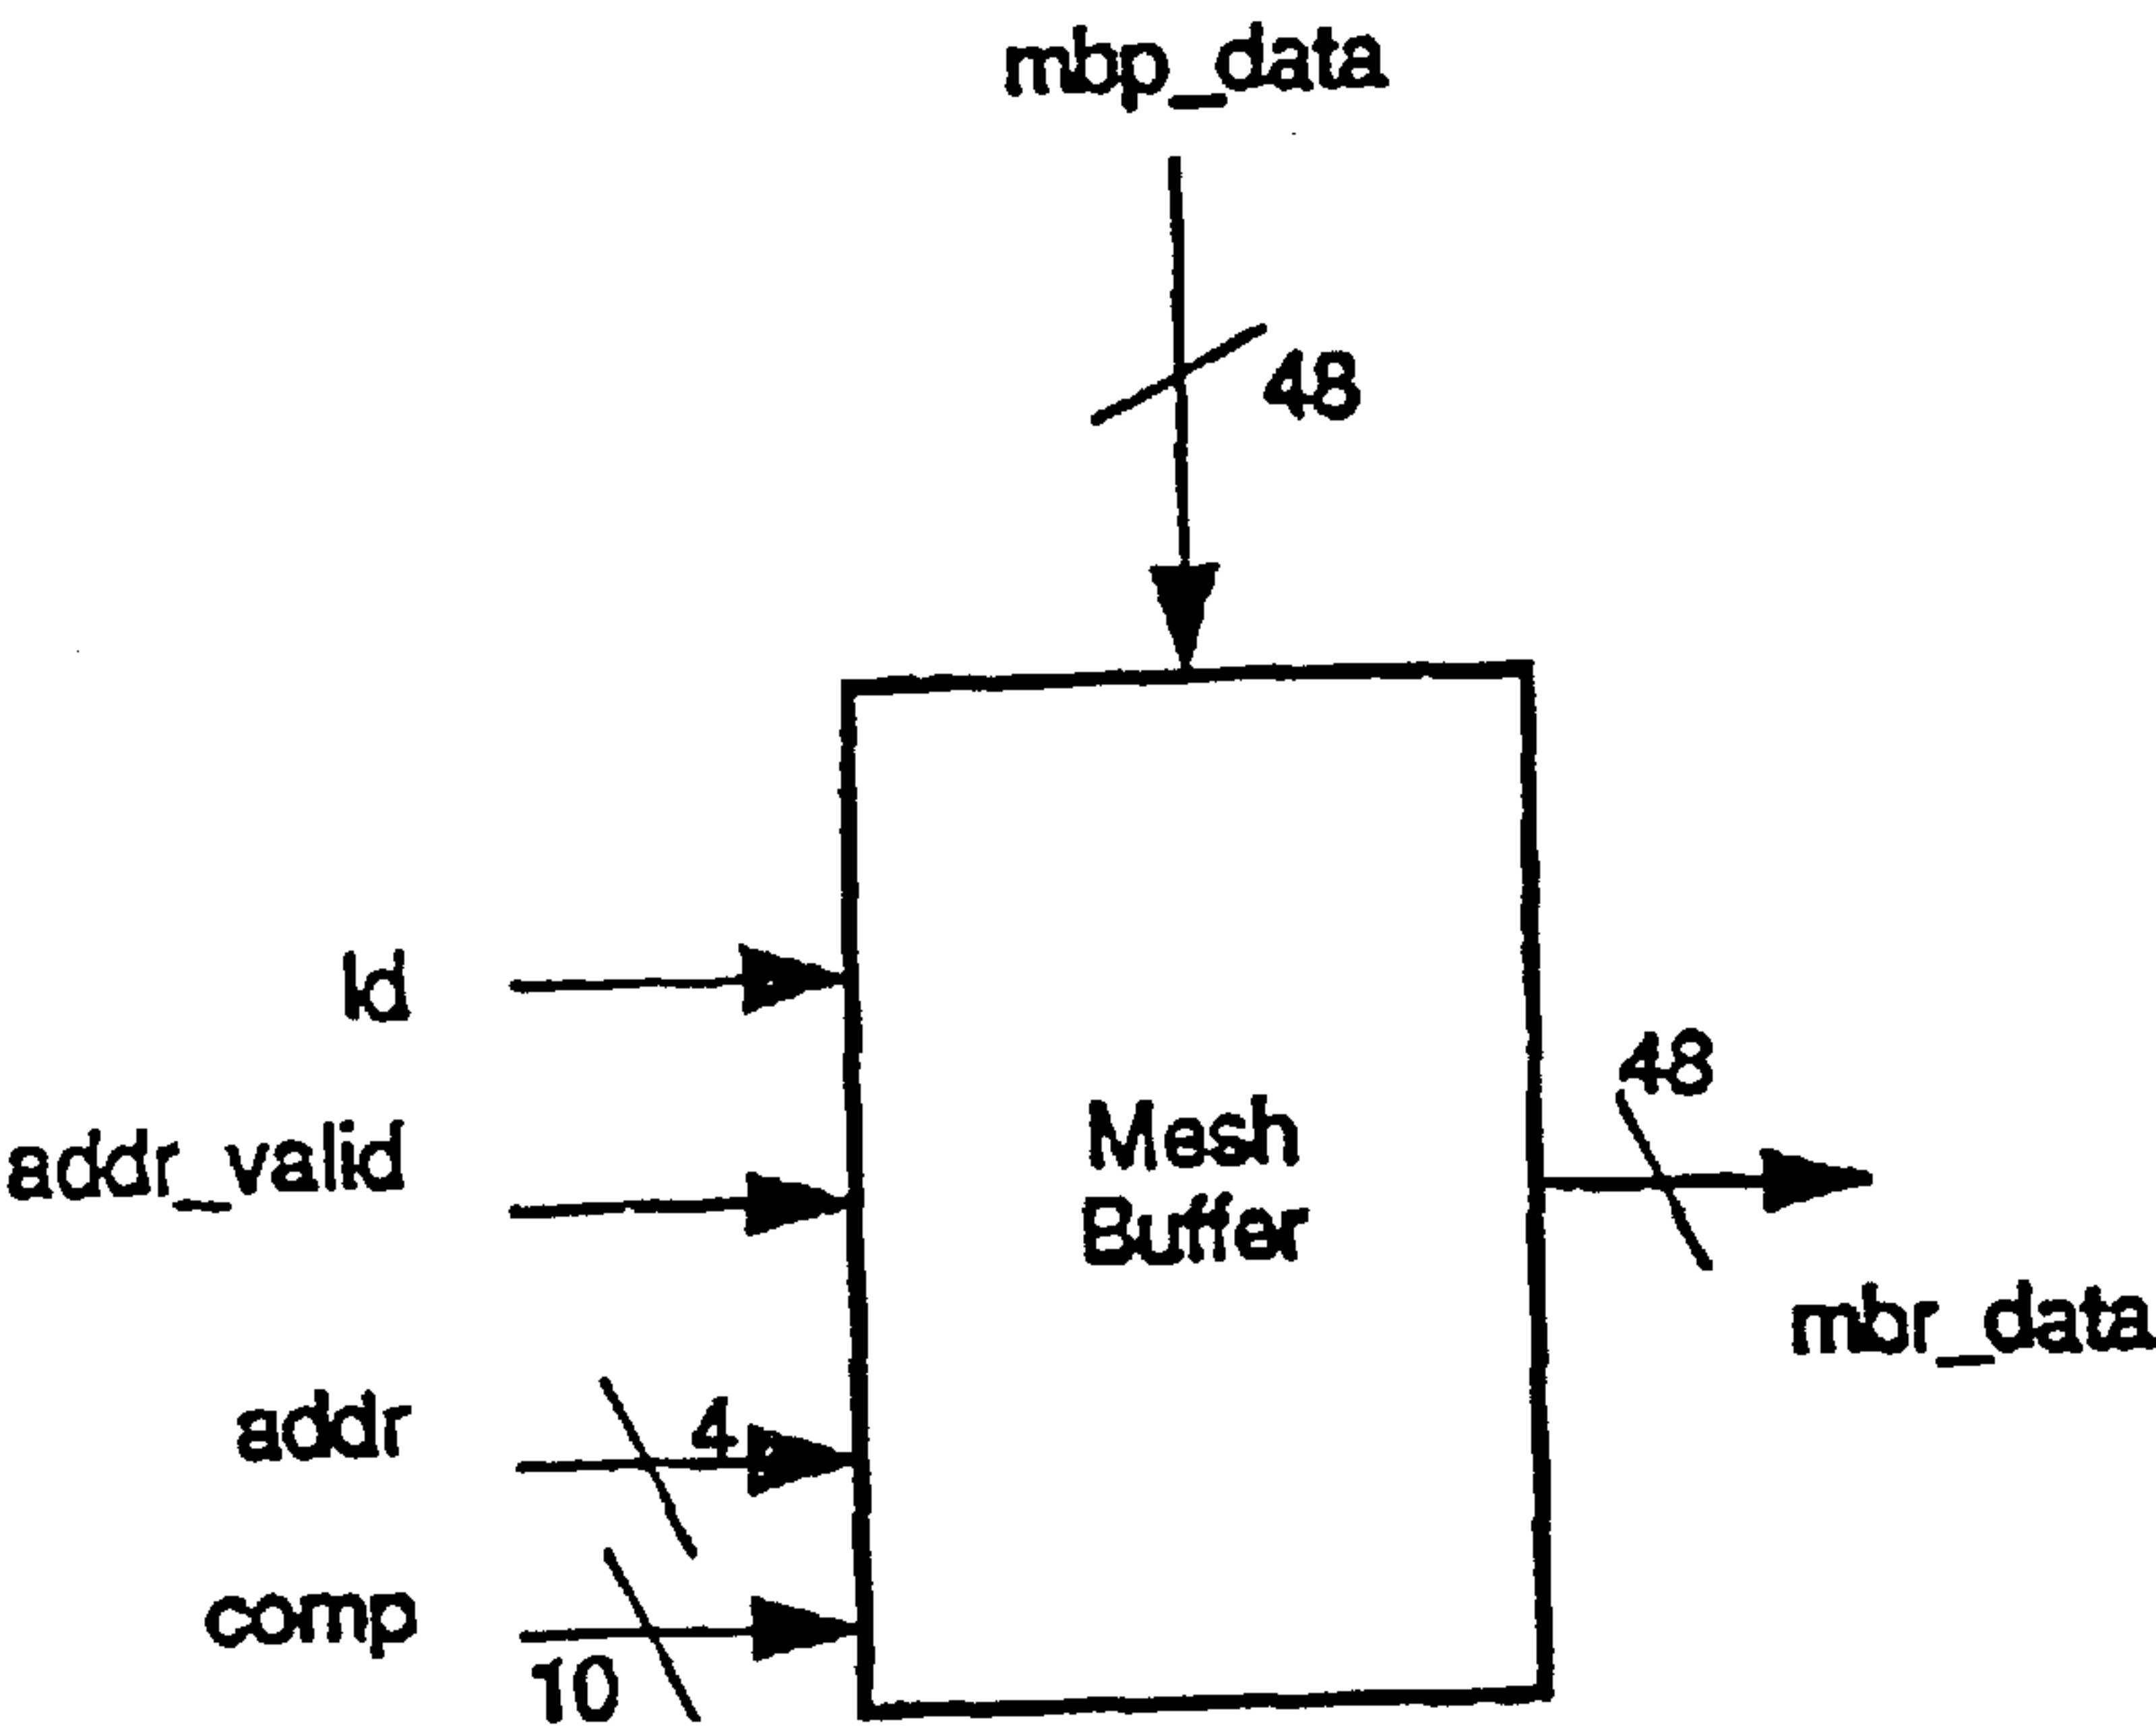 mbp_data
48
ld
addr_valid
addr
4
comp
10
Mesh
Buffer
48
mbr_data